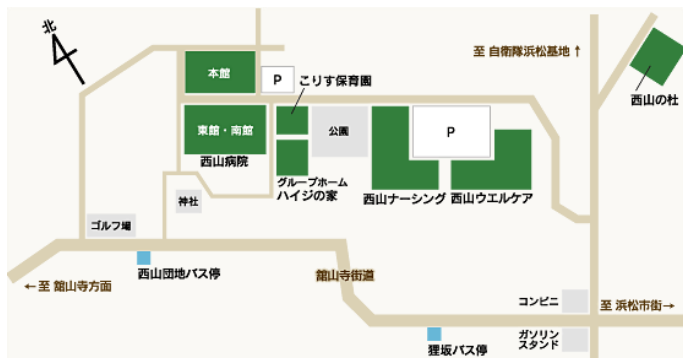 北
至 自衛隊浜松基地 ↑
本館
P
こりす保育園
西山の杜
東館・南館
公園
P
西山病院
グループホーム
ハイジの家
西山ナーシング
西山ウエルケア
神社
ゴルフ場
西山団地バス停
舘山寺街道
← 至 舘山寺方面
コンビニ
至 浜松市街→
ガソリン
スタンド
狸坂バス停